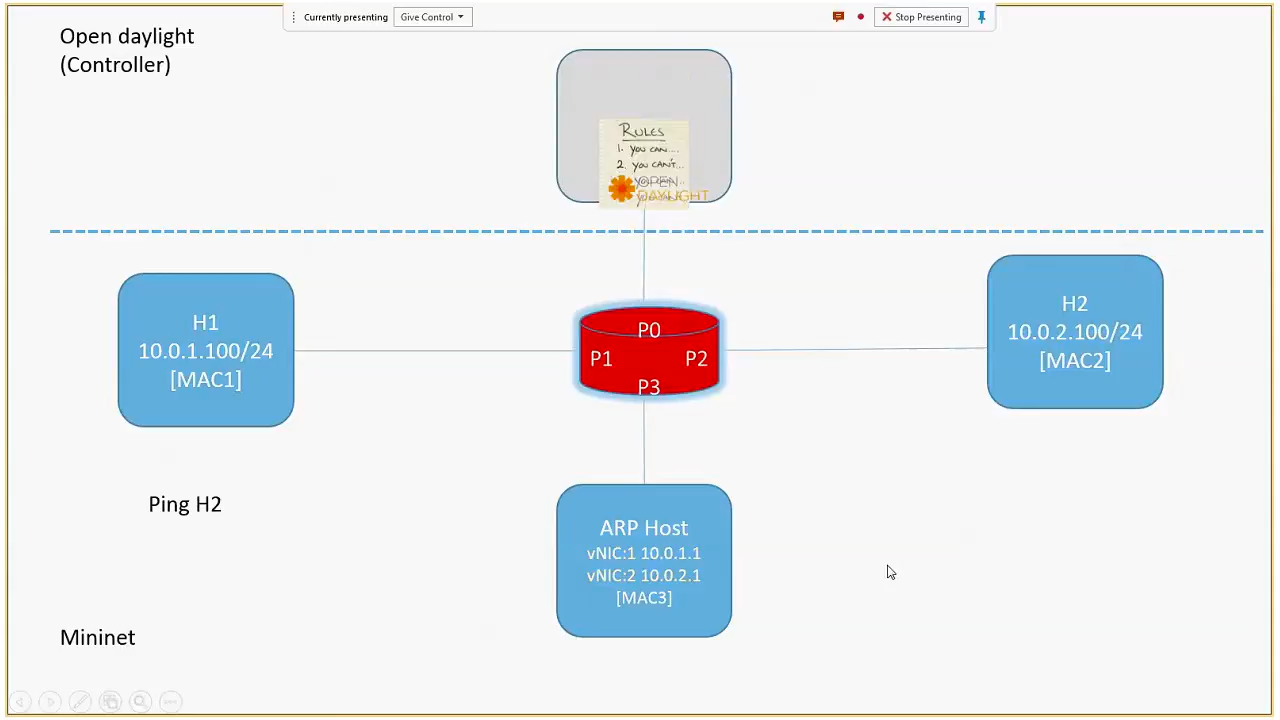 Currently presenting
Give Control
Stop Presenting
Open daylight
(Controller)
RULES
1. YOU CAN....
2. YOU CAN'T...
OPEN
DAYLIGHT
H1
10.0.1.100/24
[MAC1]
P0
P1
P2
P3
H2
10.0.2.100/24
[MAC2]
Ping H2
ARP Host
vNIC:1 10.0.1.1
vNIC:2 10.0.2.1
[MAC3]
Mininet